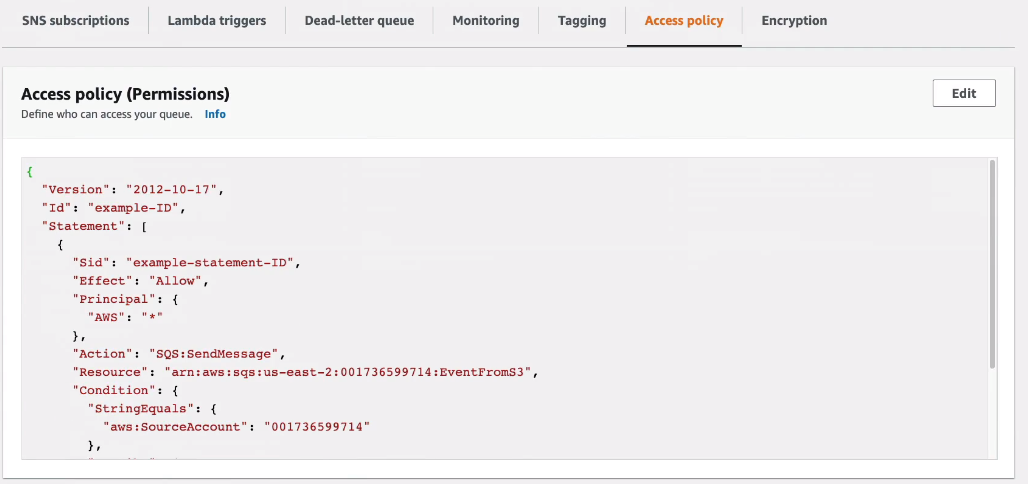 SNS subscriptions Lambda triggers Dead-letter queue Monitoring Tagging Access policy Encryption
Access policy (Permissions) Edit
Define who can access your queue. Info
{
"Version": "2012-10-17",
"Id": "example-ID",
"Statement": [
{
"Sid": "example-statement-ID",
"Effect": "Allow",
"Principal": {
"AWS": "*"
},
"Action": "SQS:SendMessage",
"Resource": "arn:aws:sqs:us-east-2:001736599714:EventFromS3",
"Condition": {
"StringEquals": {
"aws:SourceAccount": "001736599714"
},